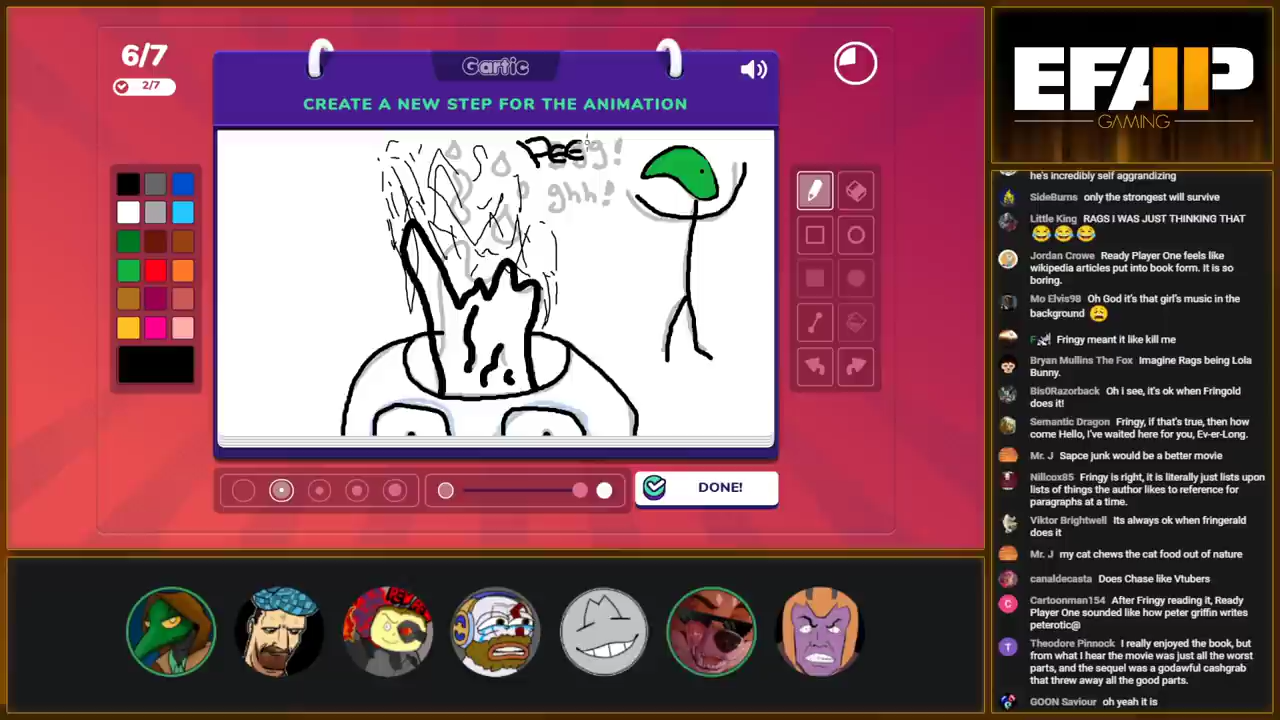 6/7
2/7
Gartic
CREATE A NEW STEP FOR THE ANIMATION
PEE
ghh!
DONE!
EFAP
GAMING
he's incredibly self aggrandizing
SideBurns only the strongest will survive
Little King RAGS I WAS JUST THINKING THAT
😂😂😂
Jordan Crowe Ready Player One feels like
wikipedia articles put into book form. It is so
boring.
Mo Elvis98 Oh God it's that girl's music in the
background 😩
Fringy meant it like kill me
Bryan Mullins The Fox Imagine Rags being Lola
Bunny.
Bis0Razorback Oh i see, it's ok when Fringold
does it!
Semantic Dragon Fringy, if that's true, then how
come Hello, I've waited here for you, Ev-er-Long.
Mr. J Sapce junk would be a better movie
Nillcox85 Fringy is right, it is literally just lists upon
lists of things the author likes to reference for
paragraphs at a time.
Viktor Brightwell Its always ok when fringerald
does it
Mr. J my cat chews the cat food out of nature
canaldecasta Does Chase like Vtubers
C
Cartoonman154 After Fringy reading it, Ready
Player One sounded like how peter griffin writes
peterotic@
T
Theodore Pinnock I really enjoyed the book, but
from what I hear the movie was just all the worst
parts, and the sequel was a godawful cashgrab
that threw away all the good parts.
GOON Saviour oh yeah it is